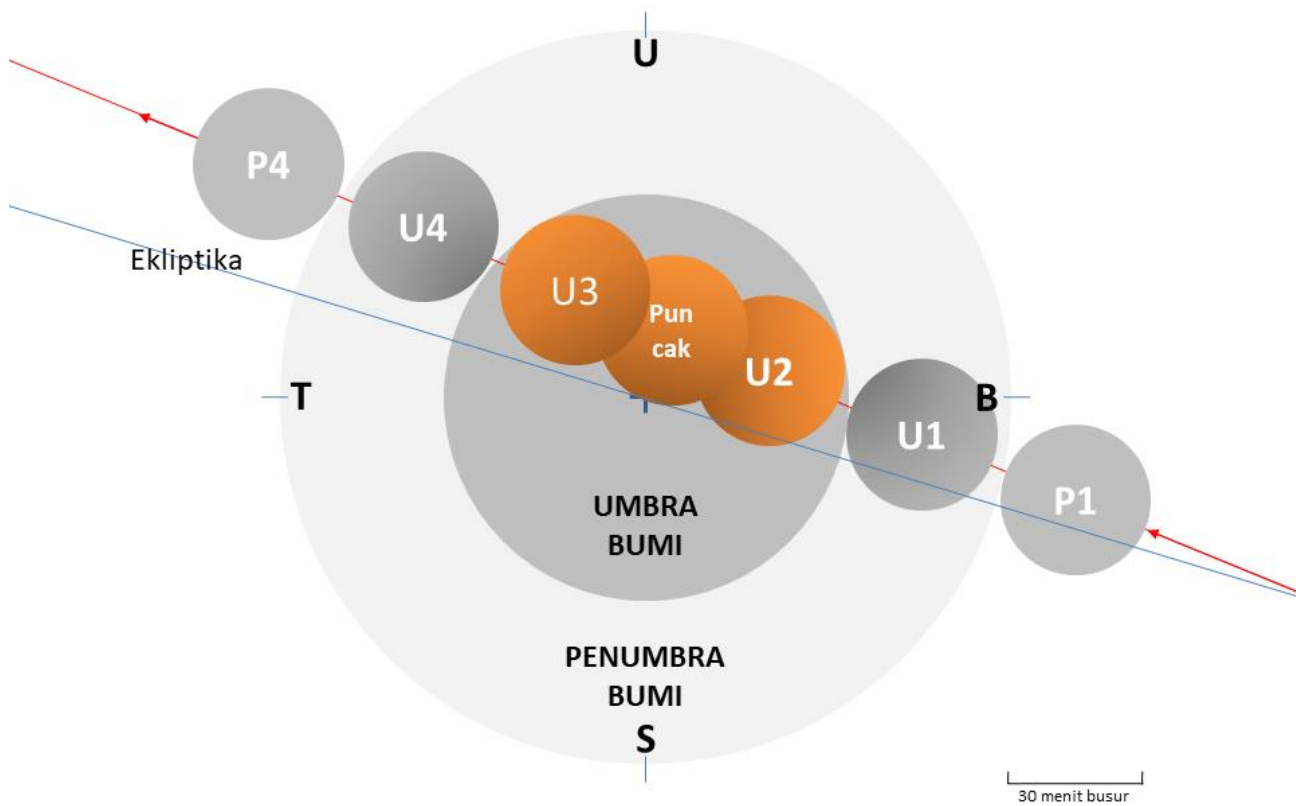 U
P4
U4
Ekliptika
U3
Pun
cak
U2
T
B
U1
P1
UMBRA
BUMI
PENUMBRA
BUMI
S
30 menit busur